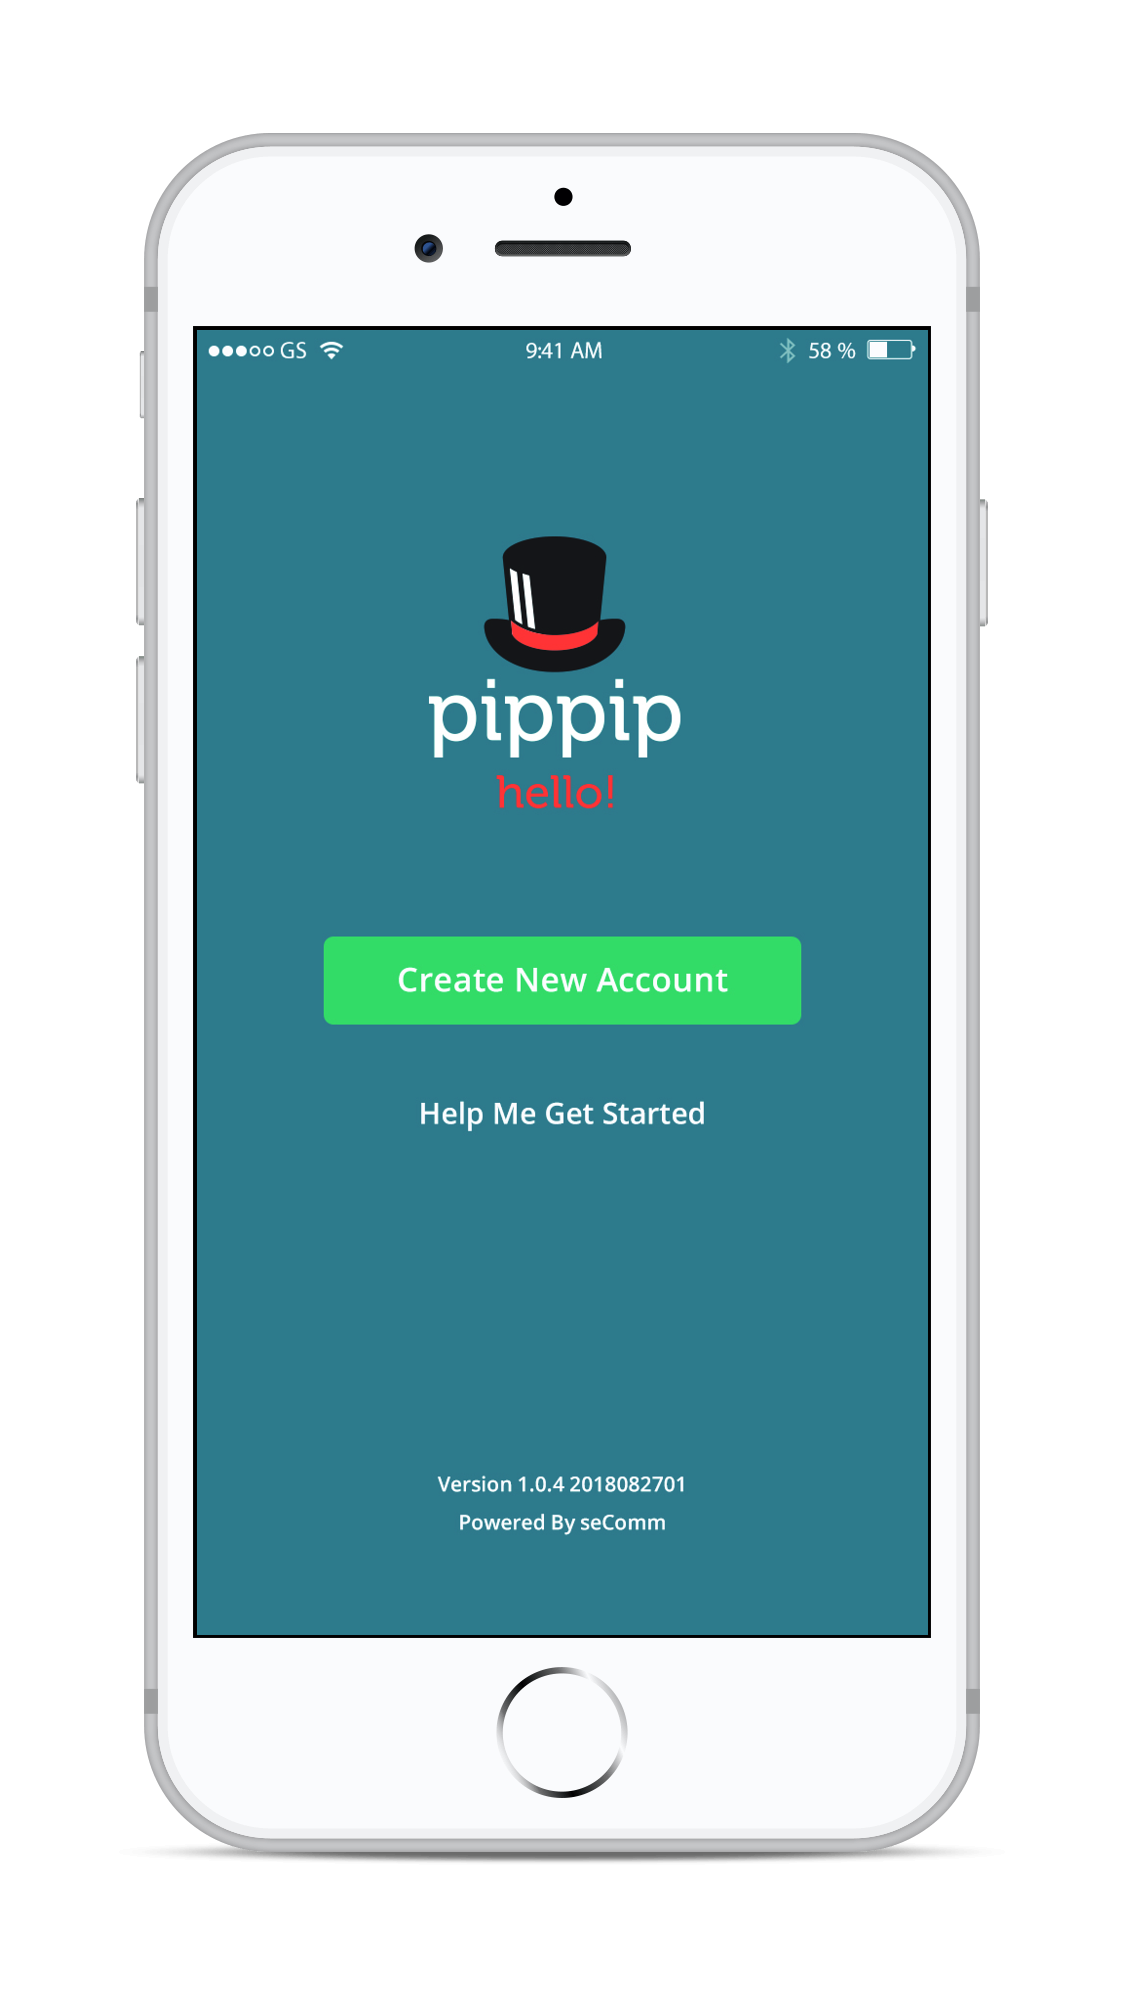 GS 9:41 AM 58 %
pippip
hello!
Create New Account
Help Me Get Started
Version 1.0.4 2018082701
Powered By seComm